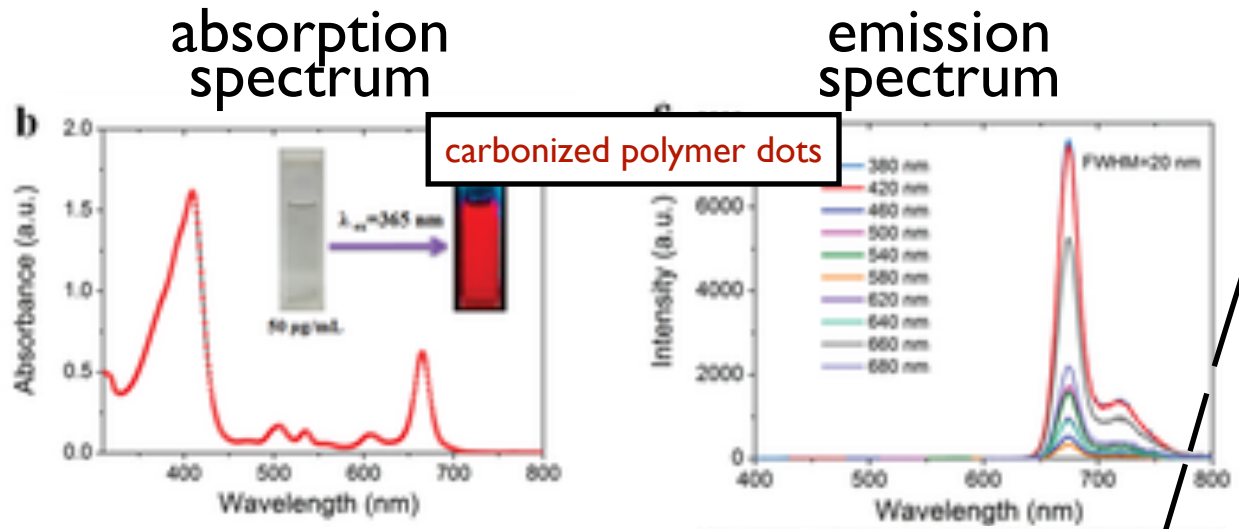 absorption
spectrum
emission
spectrum
b
carbonized polymer dots
2.0
1.5
1.0
0.5
0.0
Absorbance (a.u.)
400
500
600
700
800
Wavelength (nm)
λex=365 nm
50 μg/mL
6000
4000
2000
0
Intensity (a.u.)
380 nm
420 nm
460 nm
500 nm
540 nm
580 nm
620 nm
640 nm
660 nm
680 nm
FWHM=20 nm
400
500
600
700
800
Wavelength (nm)